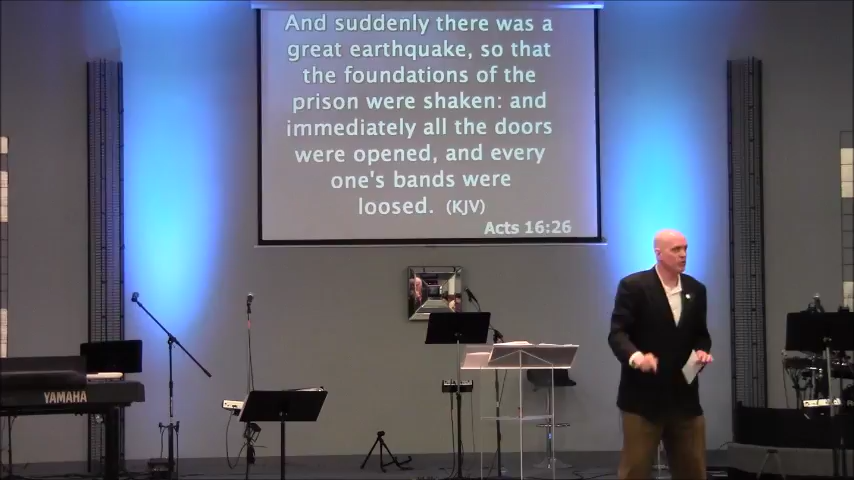 And suddenly there was a
great earthquake, so that
the foundations of the
prison were shaken: and
immediately all the doors
were opened, and every
one's bands were
loosed. (KJV)
Acts 16:26
YAMAHA